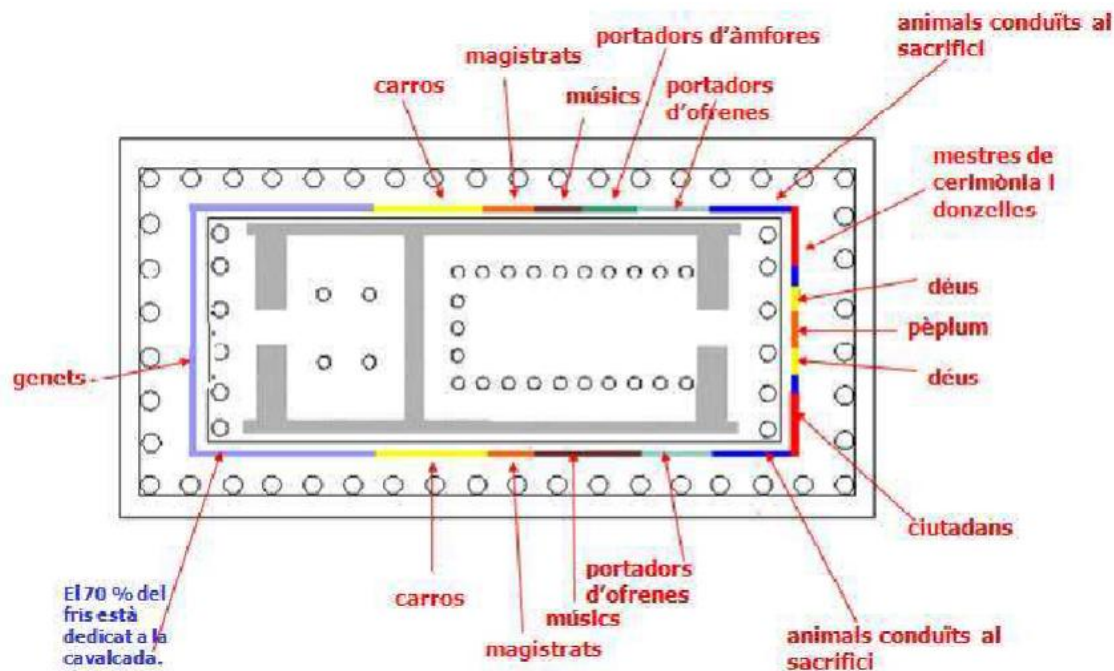 animals conduïts al
sacrifici
portadors d'àmfores
magistrats
carros
músics
portadors
d'ofrenes
mestres de
cerimònia i
donzelles
déus
pèplum
déus
genets
ciutadans
El 70 % del
fris està
dedicat a la
cavalcada.
carros
portadors
d'ofrenes
músics
magistrats
animals conduïts al
sacrifici